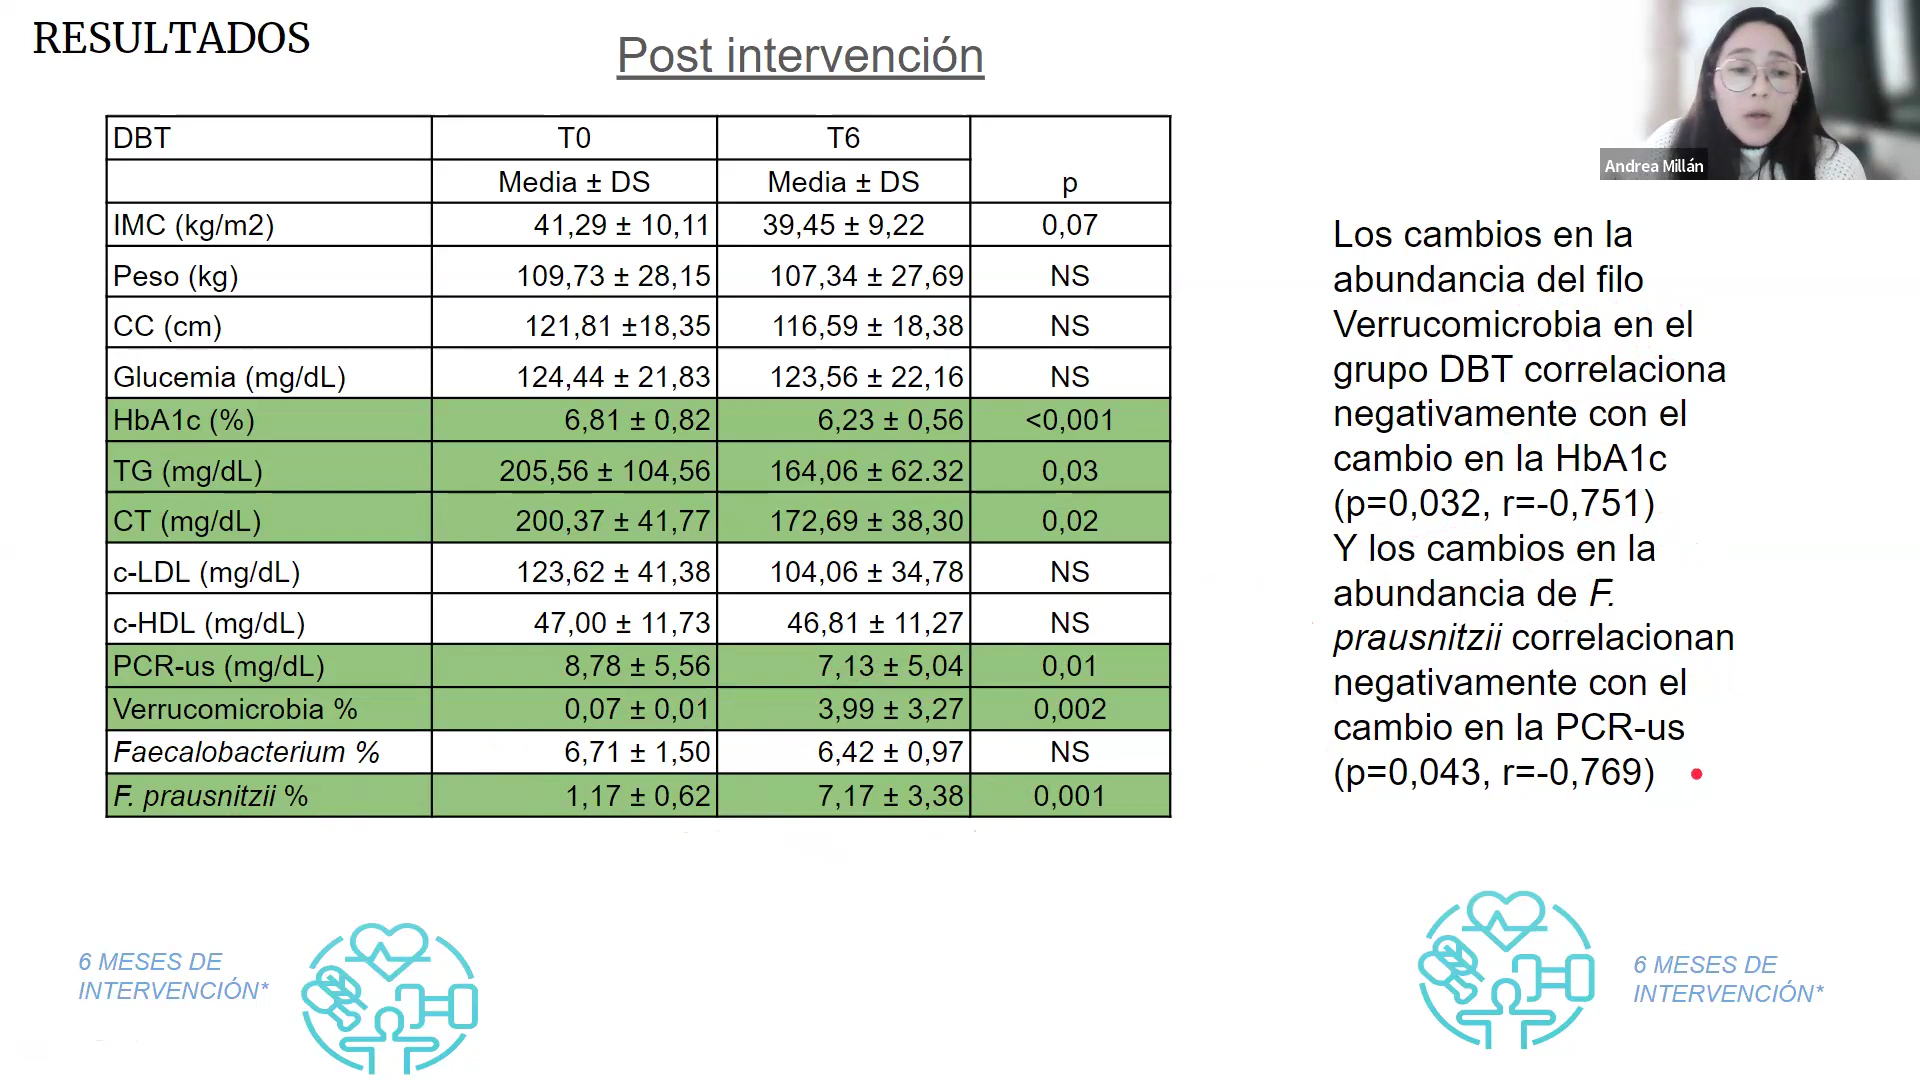 RESULTADOS
Post intervención
Andrea Millán
DBT T0 T6
Media ± DS Media ± DS p
IMC (kg/m2) 41,29 ± 10,11 39,45 ± 9,22 0,07
Peso (kg) 109,73 ± 28,15 107,34 ± 27,69 NS
CC (cm) 121,81 ±18,35 116,59 ± 18,38 NS
Glucemia (mg/dL) 124,44 ± 21,83 123,56 ± 22,16 NS
HbA1c (%) 6,81 ± 0,82 6,23 ± 0,56 <0,001
TG (mg/dL) 205,56 ± 104,56 164,06 ± 62.32 0,03
CT (mg/dL) 200,37 ± 41,77 172,69 ± 38,30 0,02
c-LDL (mg/dL) 123,62 ± 41,38 104,06 ± 34,78 NS
c-HDL (mg/dL) 47,00 ± 11,73 46,81 ± 11,27 NS
PCR-us (mg/dL) 8,78 ± 5,56 7,13 ± 5,04 0,01
Verrucomicrobia % 0,07 ± 0,01 3,99 ± 3,27 0,002
Faecalobacterium % 6,71 ± 1,50 6,42 ± 0,97 NS
F. prausnitzii % 1,17 ± 0,62 7,17 ± 3,38 0,001
Los cambios en la
abundancia del filo
Verrucomicrobia en el
grupo DBT correlaciona
negativamente con el
cambio en la HbA1c
(p=0,032, r=-0,751)
Y los cambios en la
abundancia de F.
prausnitzii correlacionan
negativamente con el
cambio en la PCR-us
(p=0,043, r=-0,769)
6 MESES DE
INTERVENCIÓN*
6 MESES DE
INTERVENCIÓN*